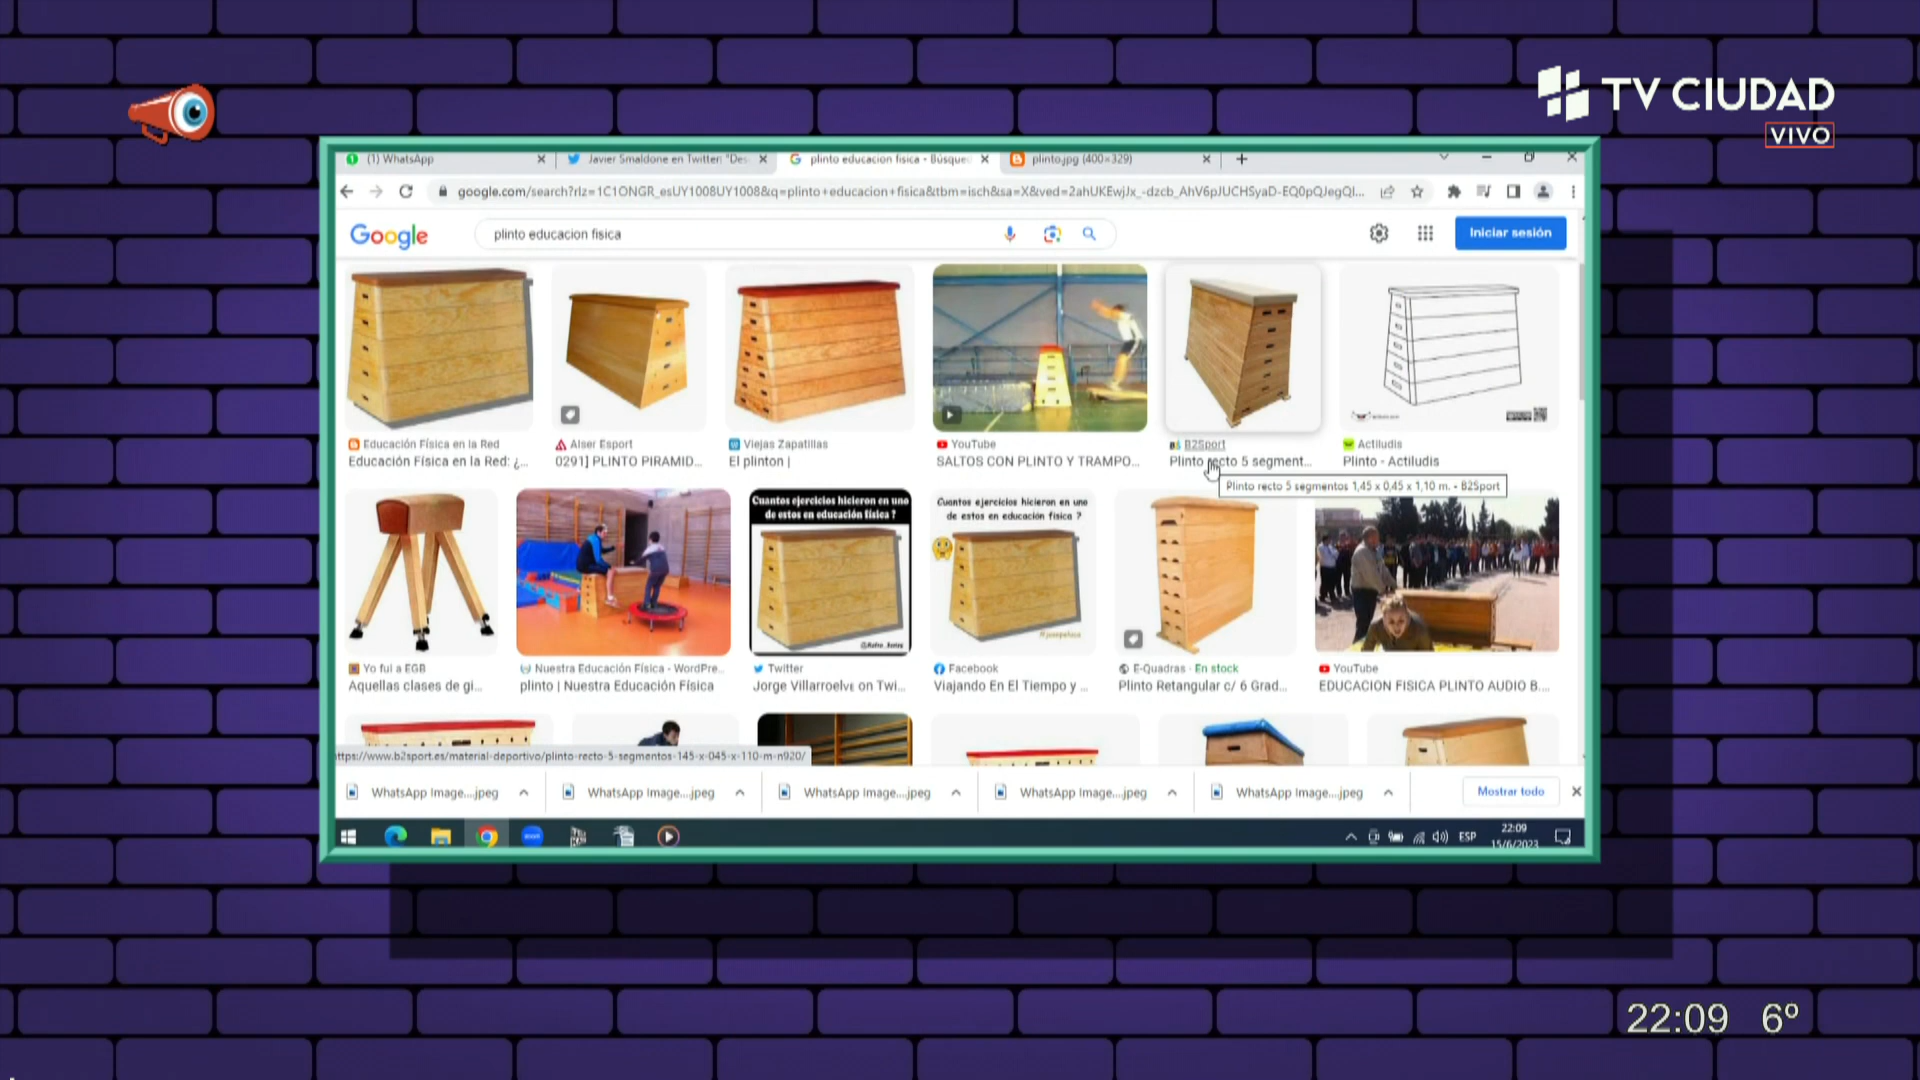 TV CIUDAD
VIVO
(1) WhatsApp
Javier Smaldone en Twitter: "Des
plinto educacion fisica - Búsque
plinto.jpg (400×329)
google.com/search?rlz=1C1ONGR_esUY1008UY1008&q=plinto+educacion+fisica&tbm=isch&sa=X&ved=2ahUKEwjJx_-dzcb_AhV6pJUCHSyaD-EQ0pQJegQI...
Google
plinto educacion fisica
Iniciar sesión
Educación Física en la Red
Educación Física en la Red: ¿...
Alser Esport
0291] PLINTO PIRAMID...
Viejas Zapatillas
El plinton |
YouTube
SALTOS CON PLINTO Y TRAMPO...
B2Sport
Plinto recto 5 segment...
Actiludis
Plinto - Actiludis
Plinto recto 5 segmentos 1,45 x 0,45 x 1,10 m. - B2Sport
Cuantos ejercicios hicieron en uno
de estos en educación física ?
Cuantos ejercicios hicieron en uno
de estos en educación física ?
Yo fui a EGB
Aquellas clases de gi...
Nuestra Educación Física - WordPre...
plinto | Nuestra Educación Física
Twitter
Jorge Villarroelvε on Twi...
Facebook
Viajando En El Tiempo y ...
E-Quadras · En stock
Plinto Retangular c/ 6 Grad...
YouTube
EDUCACION FISICA PLINTO AUDIO B...
https://www.b2sport.es/material-deportivo/plinto-recto-5-segmentos-145-x-045-x-110-m-n920/
WhatsApp Image....jpeg
WhatsApp Image....jpeg
WhatsApp Image....jpeg
WhatsApp Image....jpeg
WhatsApp Image....jpeg
Mostrar todo
zoom
ESP
22:09
15/6/2023
22:09 6º